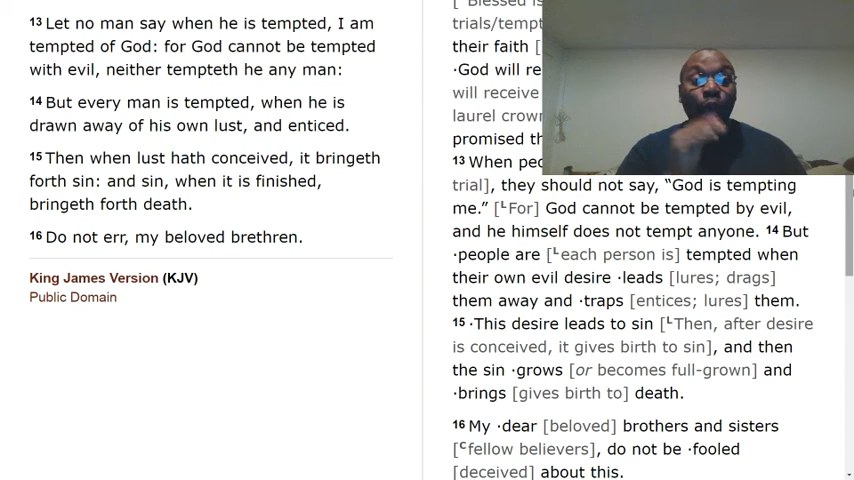 13 Let no man say when he is tempted, I am
tempted of God: for God cannot be tempted
with evil, neither tempteth he any man:
14 But every man is tempted, when he is
drawn away of his own lust, and enticed.
15 Then when lust hath conceived, it bringeth
forth sin: and sin, when it is finished,
bringeth forth death.
16 Do not err, my beloved brethren.
King James Version (KJV)
Public Domain
[ Blessed is
trials/tempt
their faith [
·God will re
will receive
laurel crow
promised th
13 When peo
trial], they should not say, “God is tempting
me.” [LFor] God cannot be tempted by evil,
and he himself does not tempt anyone. 14 But
·people are [Leach person is] tempted when
their own evil desire ·leads [lures; drags]
them away and ·traps [entices; lures] them.
15 ·This desire leads to sin [LThen, after desire
is conceived, it gives birth to sin], and then
the sin ·grows [or becomes full-grown] and
·brings [gives birth to] death.
16 My ·dear [beloved] brothers and sisters
[Cfellow believers], do not be ·fooled
[deceived] about this.